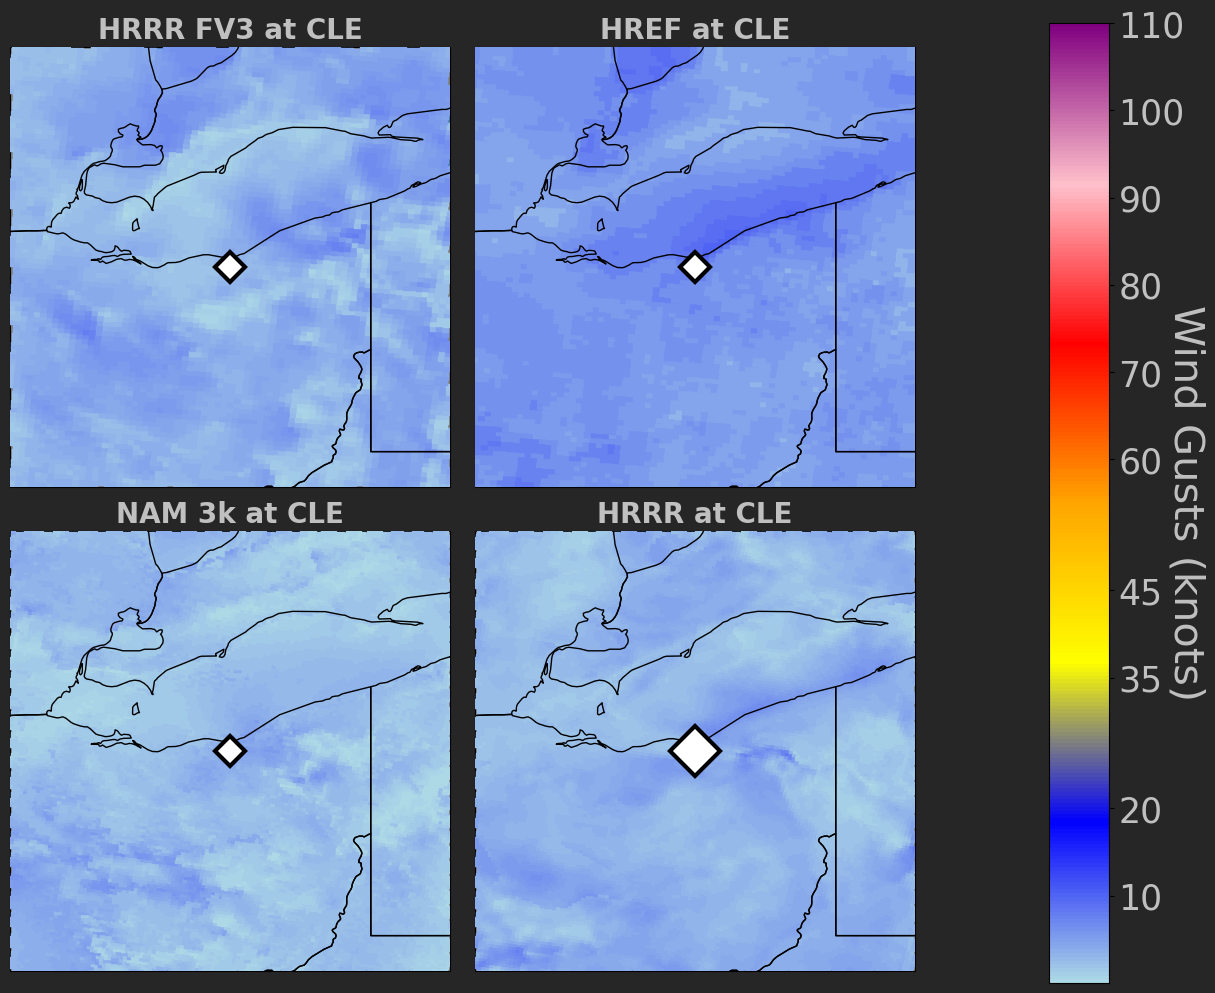 HRRR FV3 at CLE
HREF at CLE
NAM 3k at CLE
HRRR at CLE
110
100
90
80
70
60
45
35
20
10
Wind Gusts (knots)